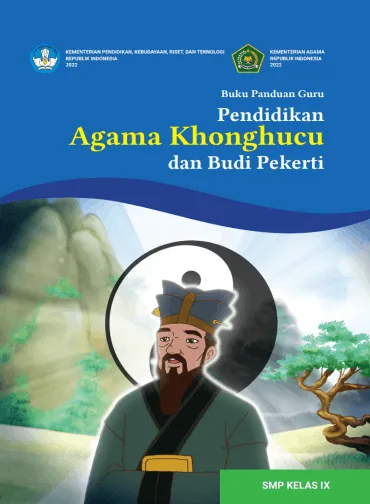 KEMENTERIAN PENDIDIKAN, KEBUDAYAAN, RISET, DAN TEKNOLOGI
REPUBLIK INDONESIA
2022
KEMENTERIAN AGAMA
REPUBLIK INDONESIA
2022
Buku Panduan Guru
Pendidikan
Agama Khonghucu
dan Budi Pekerti
SMP KELAS IX